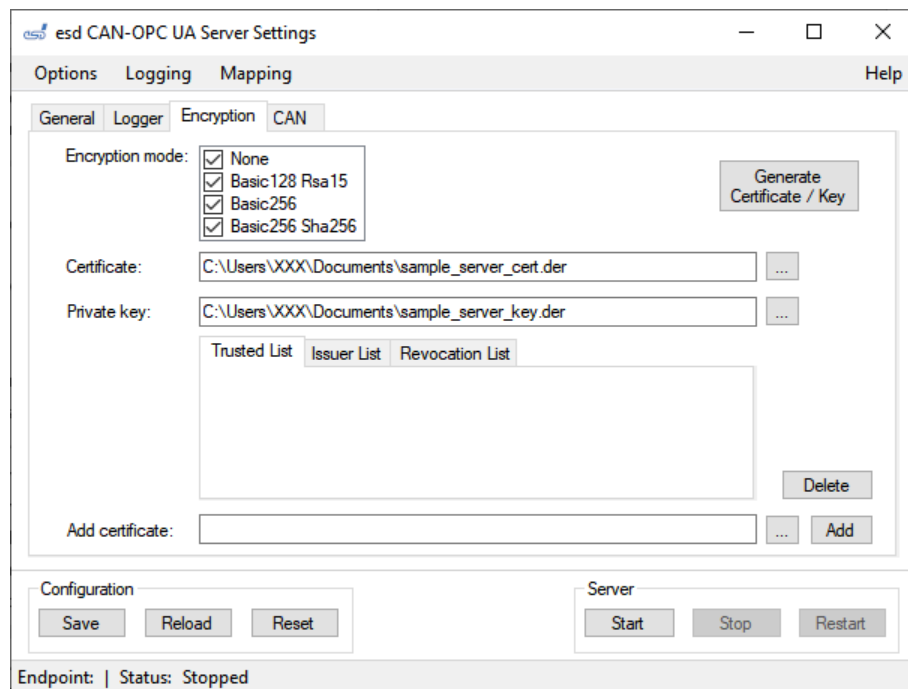 esd esd CAN-OPC UA Server Settings
Options Logging Mapping Help
General Logger Encryption CAN
Encryption mode: None
Basic128 Rsa15
Basic256
Basic256 Sha256
Generate
Certificate / Key
Certificate: C:\Users\XXX\Documents\sample_server_cert.der ...
Private key: C:\Users\XXX\Documents\sample_server_key.der ...
Trusted List Issuer List Revocation List
Delete
Add certificate: ... Add
Configuration Server
Save Reload Reset Start Stop Restart
Endpoint: | Status: Stopped